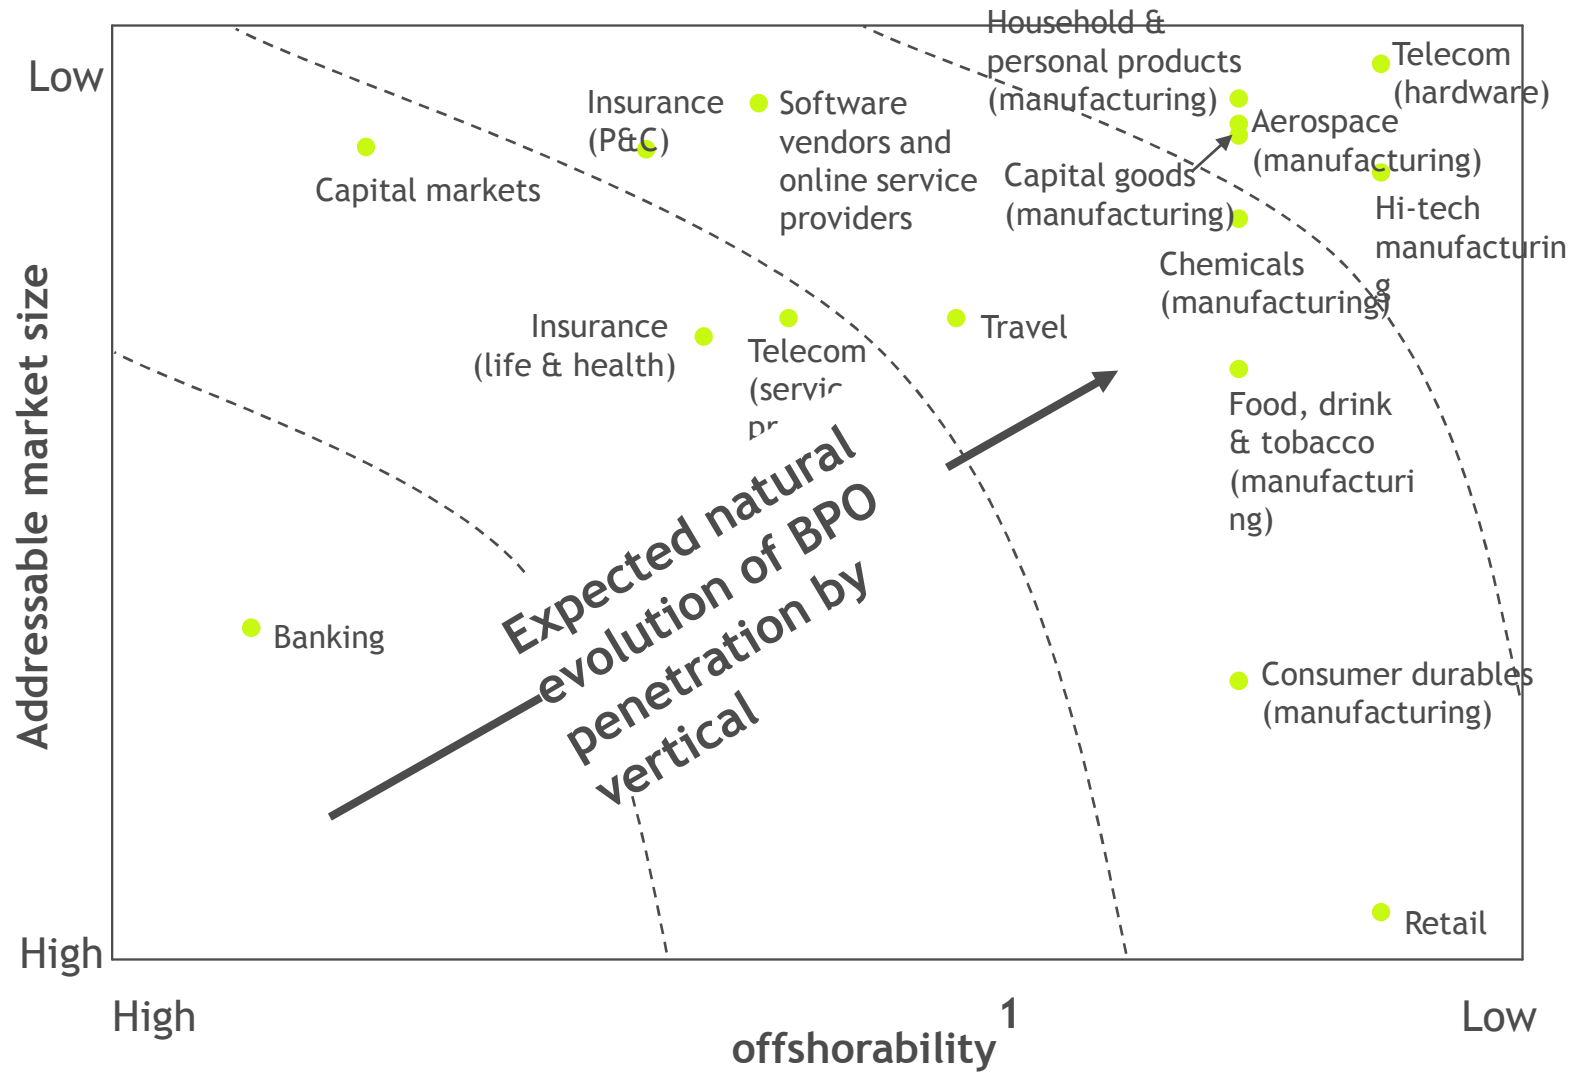 Low
Addressable market size
High
High
Low
offshorability
1
Household &
personal products
(manufacturing)
Telecom
(hardware)
Insurance
(P&C)
Software
vendors and
online service
providers
Aerospace
(manufacturing)
Capital markets
Capital goods
(manufacturing)
Hi-tech
manufacturin
g
Chemicals
(manufacturing)
Insurance
(life & health)
Telecom
Travel
Food, drink
& tobacco
(manufacturi
ng)
Expected natural
evolution of BPO
penetration by
vertical
Banking
Consumer durables
(manufacturing)
Retail